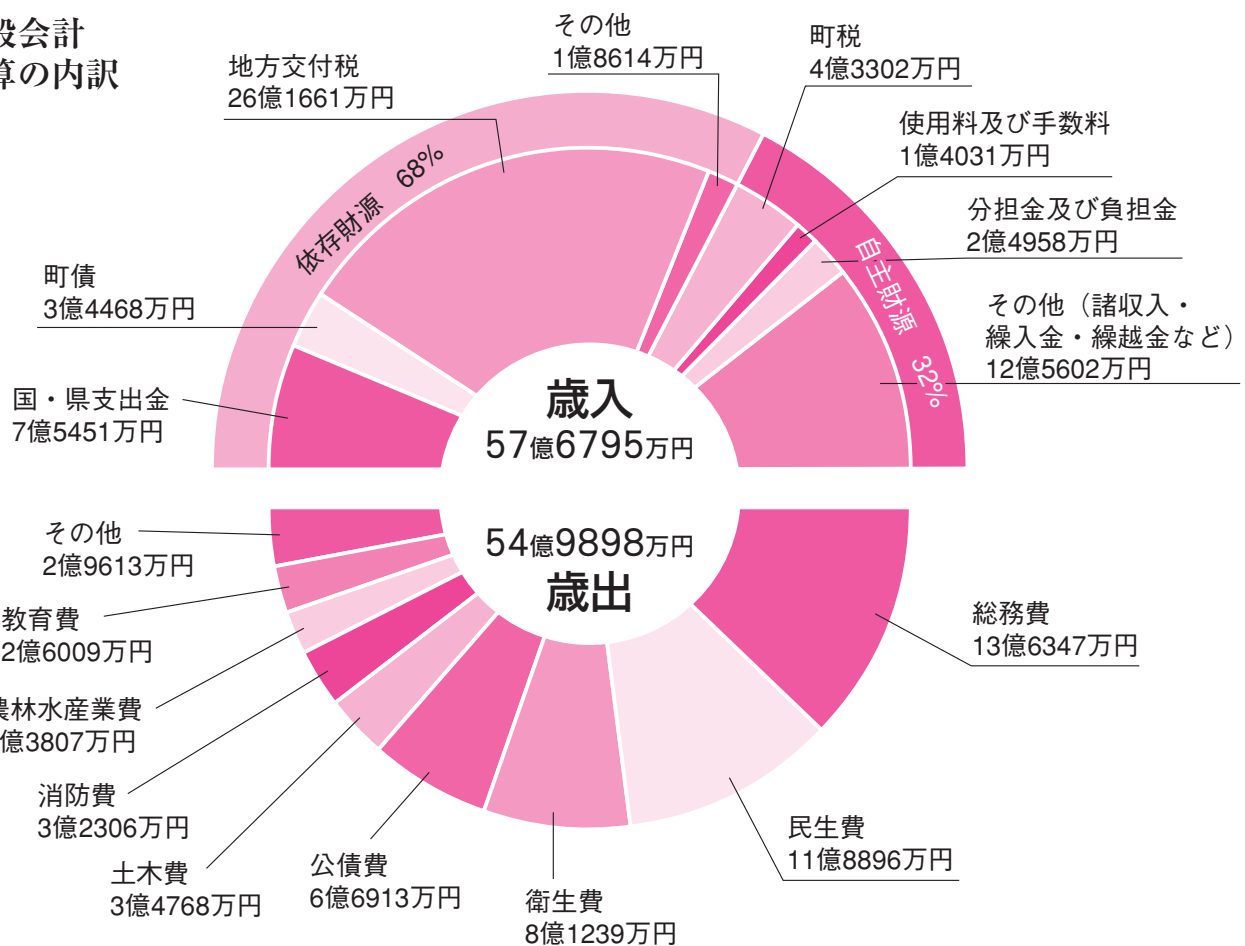 会計
算の内訳
地方交付税
26億1661万円
その他
1億8614万円
町税
4億3302万円
使用料及び手数料
1億4031万円
分担金及び負担金
2億4958万円
その他（諸収入・
繰入金・繰越金など）
12億5602万円
依存財源 68%
自主財源 32%
町債
3億4468万円
国・県支出金
7億5451万円
歳入
57億6795万円
54億9898万円
歳出
その他
2億9613万円
教育費
2億6009万円
農林水産業費
億3807万円
消防費
3億2306万円
土木費
3億4768万円
公債費
6億6913万円
衛生費
8億1239万円
民生費
11億8896万円
総務費
13億6347万円